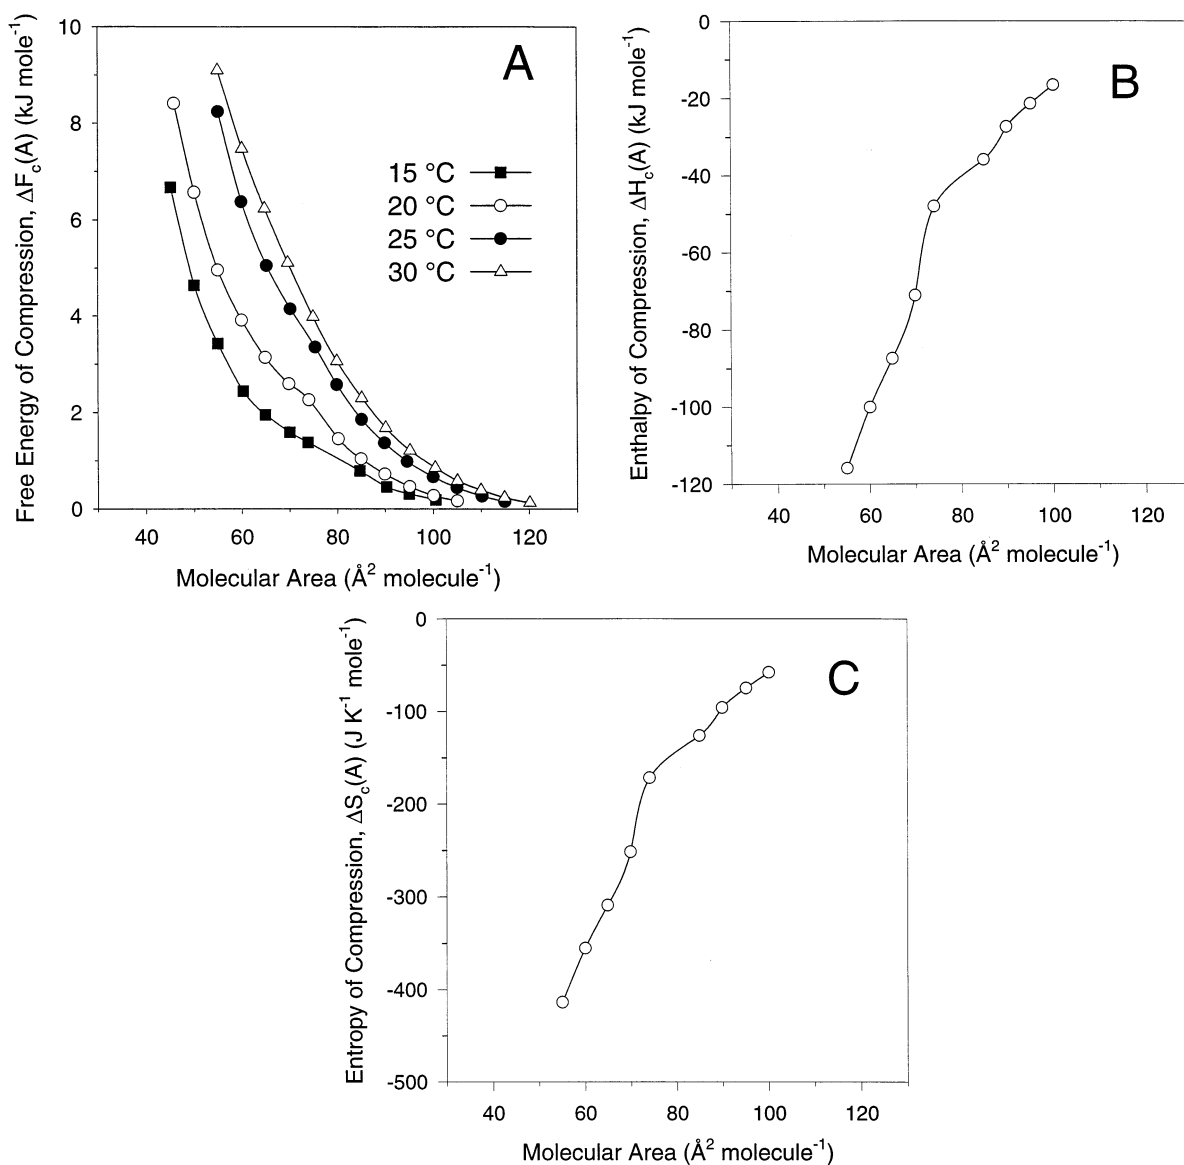 Free Energy of Compression, ΔF_c(A) (kJ mole⁻¹)
10
8
6
4
2
0
A
15 °C
20 °C
25 °C
30 °C
40 60 80 100 120
Molecular Area (Å² molecule⁻¹)
Enthalpy of Compression, ΔH_c(A) (kJ mole⁻¹)
0
-20
-40
-60
-80
-100
-120
B
40 60 80 100 120
Molecular Area (Å² molecule⁻¹)
Entropy of Compression, ΔS_c(A) (J K⁻¹ mole⁻¹)
0
-100
-200
-300
-400
-500
C
40 60 80 100 120
Molecular Area (Å² molecule⁻¹)